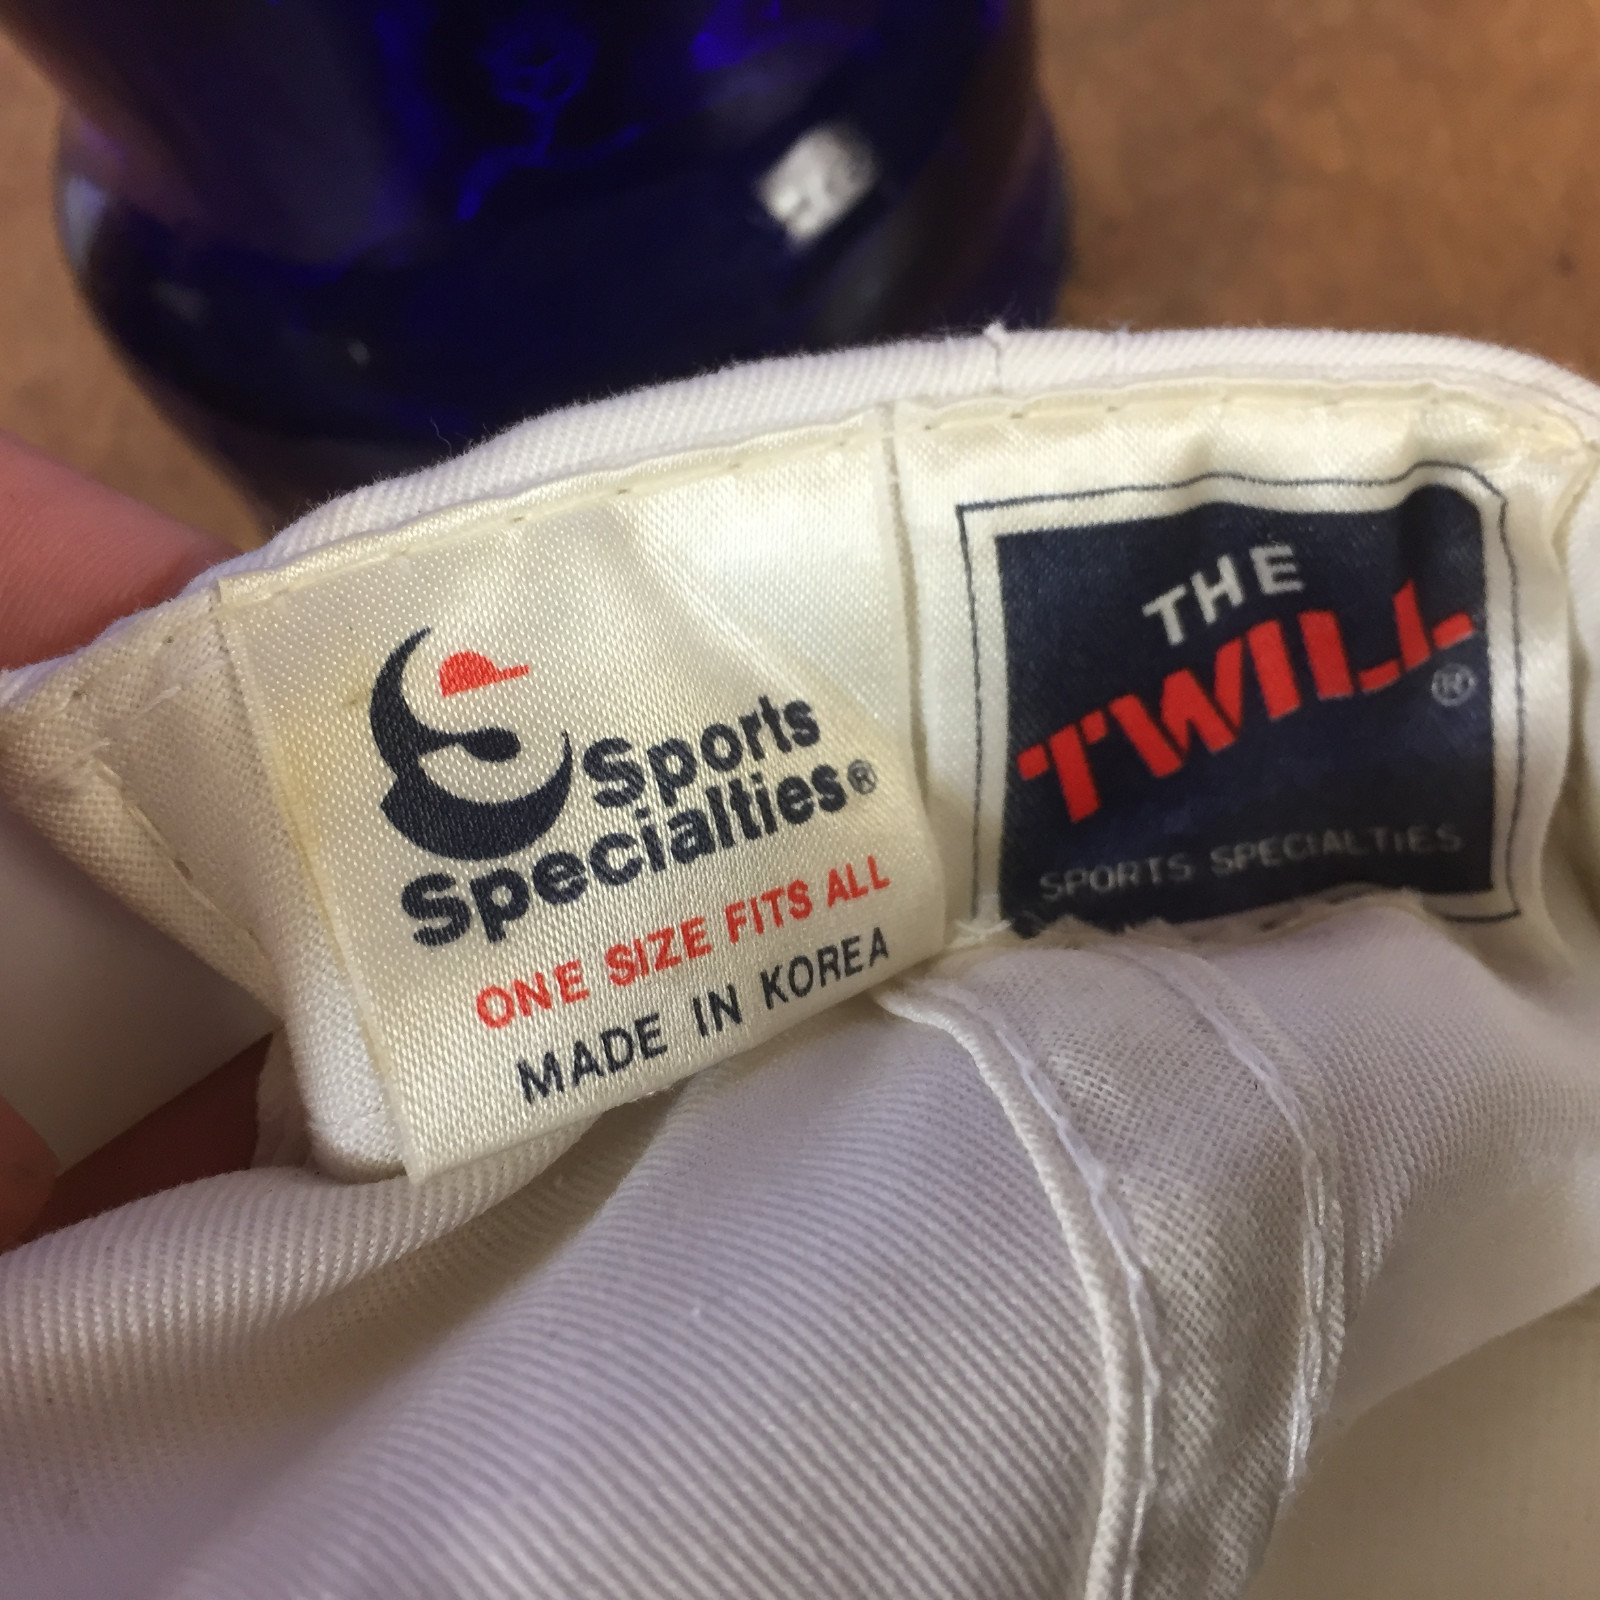 Sports
Specialties®
ONE SIZE FITS ALL
MADE IN KOREA
THE
TWILL®
SPORTS SPECIALTIES